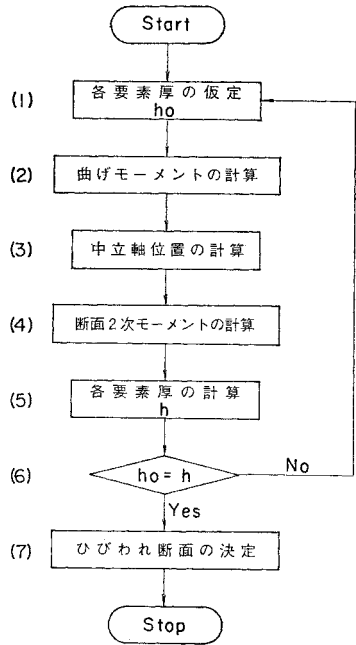 Start
(1) 各要素厚の仮定
ho
(2) 曲げモーメントの計算
(3) 中立軸位置の計算
(4) 断面2次モーメントの計算
(5) 各要素厚の計算
h
(6) ho = h No
Yes
(7) ひびわれ断面の決定
Stop